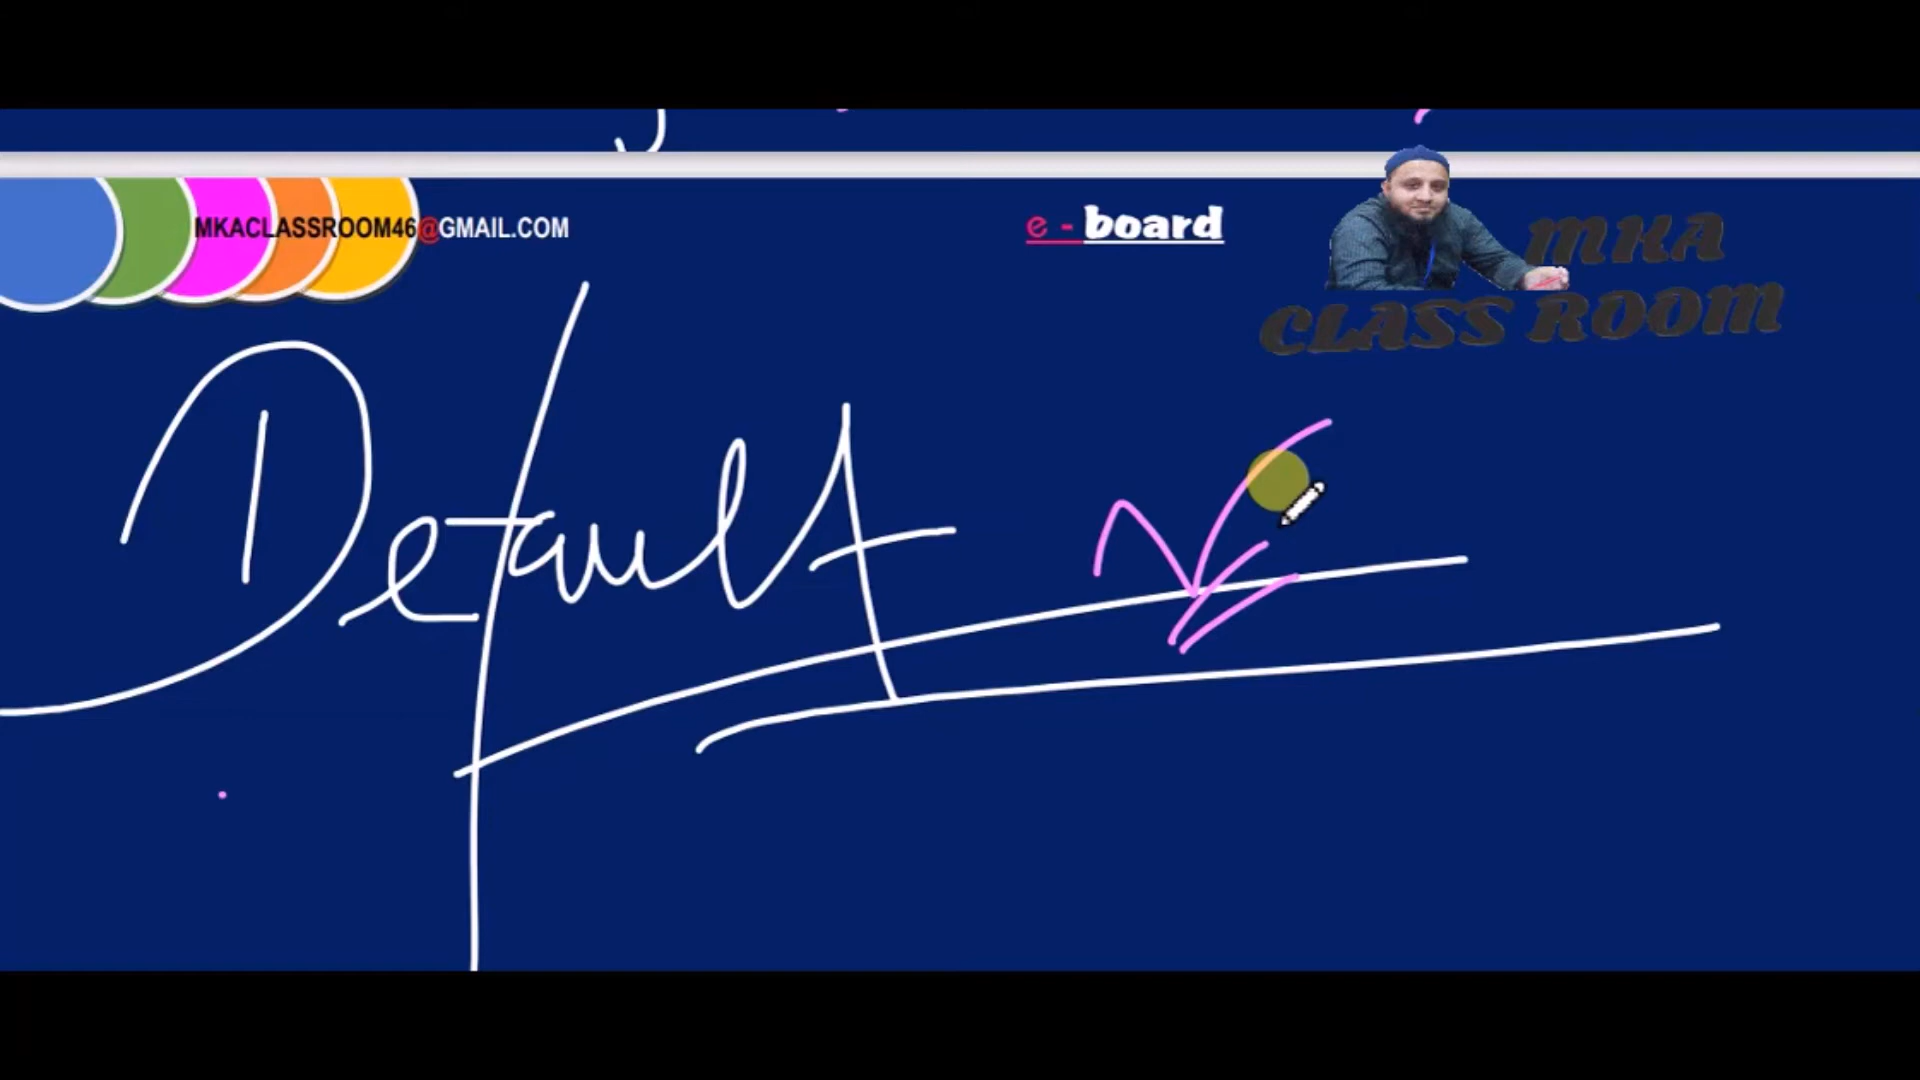 MKACLASSROOM46@GMAIL.COM
e - board
MKA
CLASS ROOM
Default